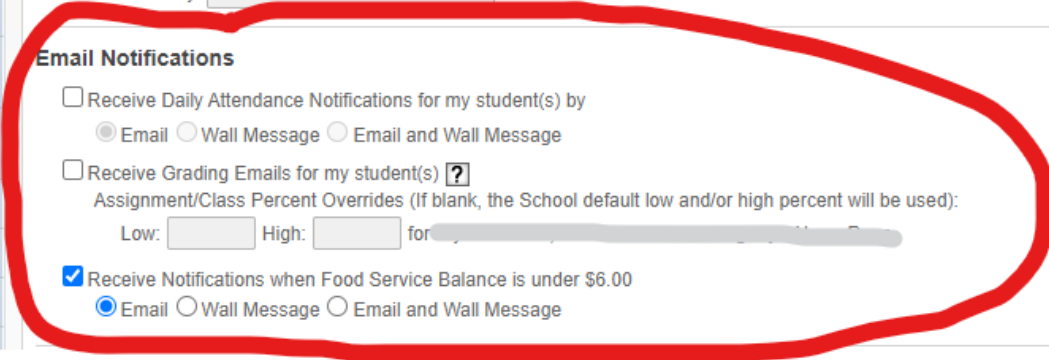 Email Notifications
Receive Daily Attendance Notifications for my student(s) by
Email Wall Message Email and Wall Message
Receive Grading Emails for my student(s) ?
Assignment/Class Percent Overrides (If blank, the School default low and/or high percent will be used):
Low: High: for
Receive Notifications when Food Service Balance is under $6.00
Email Wall Message Email and Wall Message